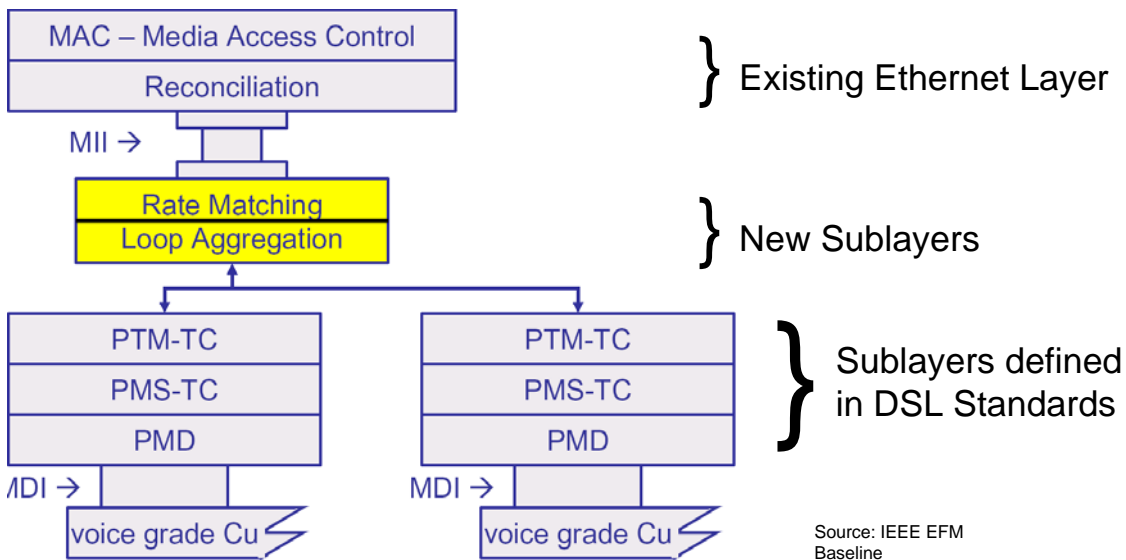 MAC – Media Access Control
Reconciliation
} Existing Ethernet Layer
MII →
Rate Matching
Loop Aggregation
} New Sublayers
PTM-TC
PMS-TC
PMD
PTM-TC
PMS-TC
PMD
} Sublayers defined
in DSL Standards
MDI →
MDI →
voice grade Cu
voice grade Cu
Source: IEEE EFM
Baseline